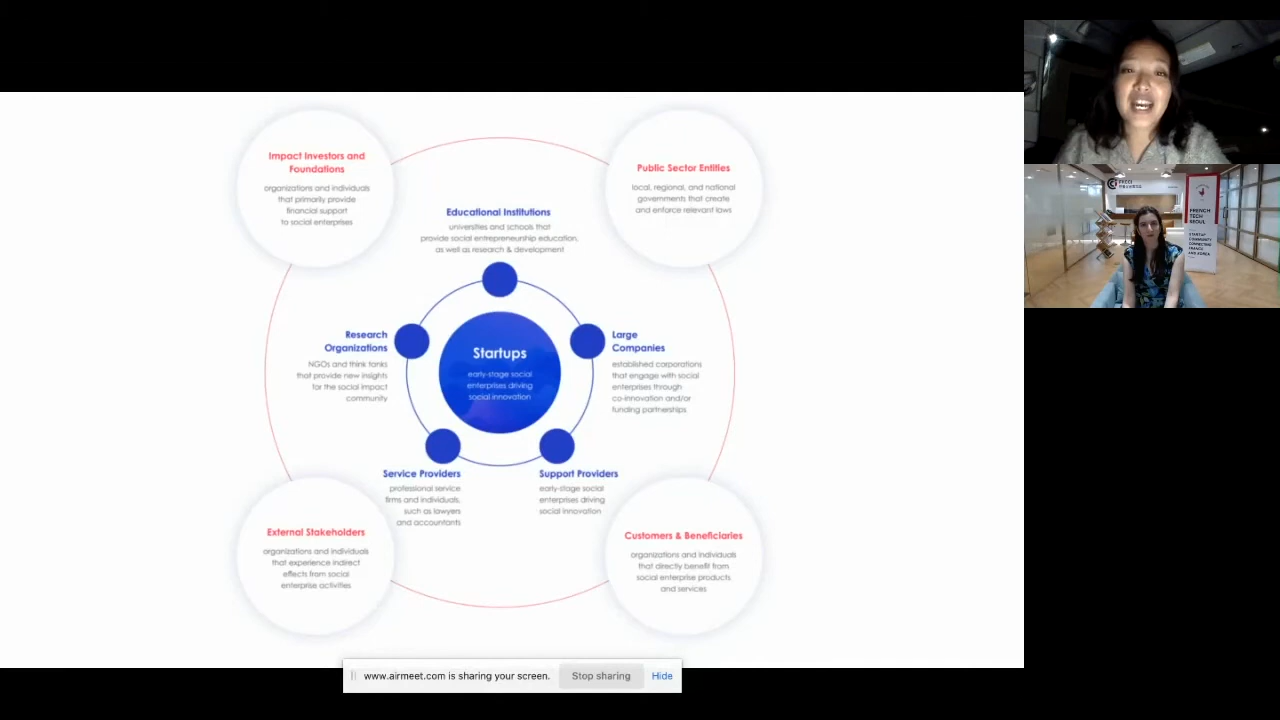 Impact Investors and
Foundations
organizations and individuals
that primarily provide
financial support
to social enterprises
Public Sector Entities
local, regional, and national
governments that create
and enforce relevant laws
Educational Institutions
universities and schools that
provide social entrepreneurship education,
as well as research & development
Research
Organizations
NGOs and think tanks
that provide new insights
for the social impact
community
Startups
early-stage social
enterprises driving
social innovation
Large
Companies
established corporations
that engage with social
enterprises through
co-innovation and/or
funding partnerships
Service Providers
professional service
firms and individuals,
such as lawyers
and accountants
Support Providers
early-stage social
enterprises driving
social innovation
External Stakeholders
organizations and individuals
that experience indirect
effects from social
enterprise activities
Customers & Beneficiaries
organizations and individuals
that directly benefit from
social enterprise products
and services
www.airmeet.com is sharing your screen.
Stop sharing
Hide
FKCCI
FRENCH
TECH
SEOUL
STARTUP
COMMUNITY
CONNECTING
FRANCE
AND KOREA